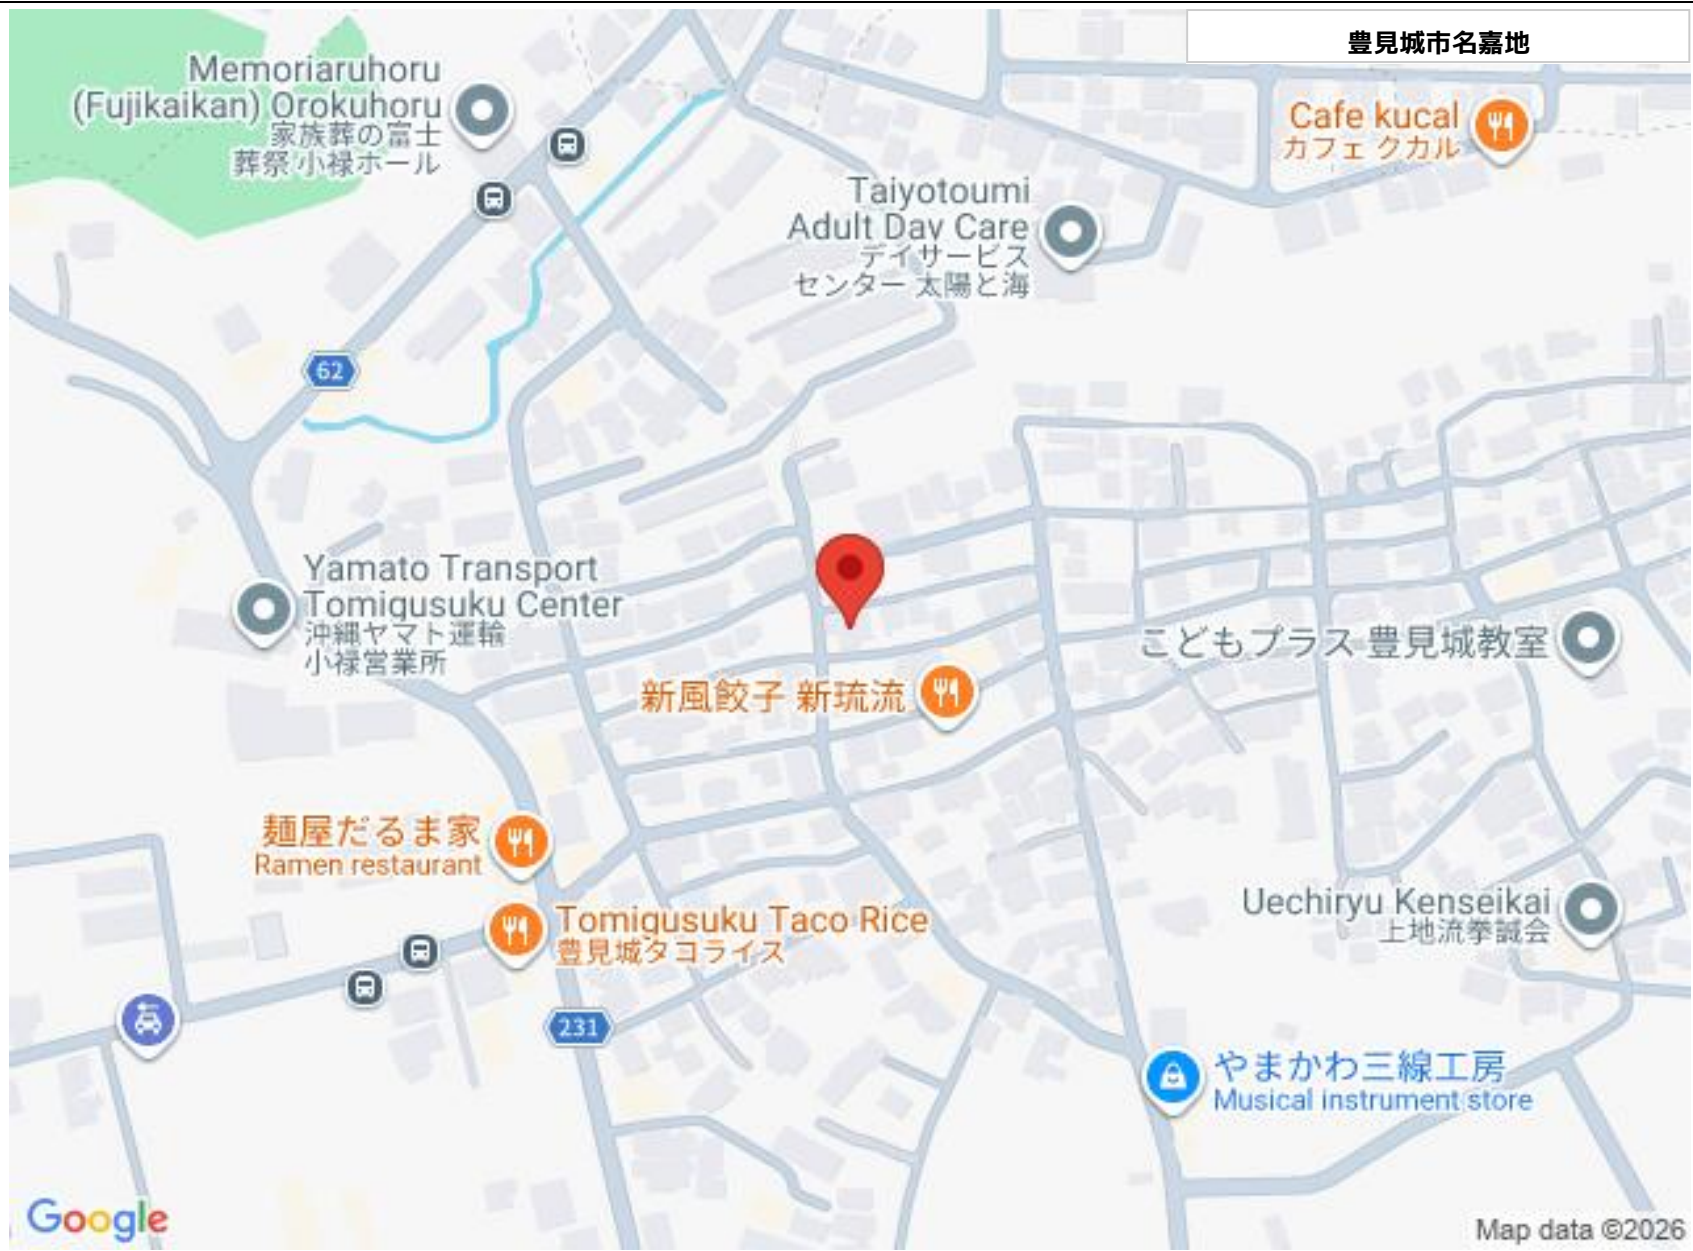 豊見城市名嘉地
Memoriaruhoru
(Fujikaikan) Orokuhoru
家族葬の富士
葬祭 小禄ホール
Cafe kucal
カフェ クカル
Taiyotoumi
Adult Day Care
デイサービス
センター 太陽と海
62
Yamato Transport
Tomigusuku Center
沖縄ヤマト運輸
小禄営業所
こどもプラス 豊見城教室
新風餃子 新琉流
麺屋だるま家
Ramen restaurant
Tomigusuku Taco Rice
豊見城タコライス
Uechiryu Kenseikai
上地流拳誠会
231
やまかわ三線工房
Musical instrument store
Google
Map data ©2026